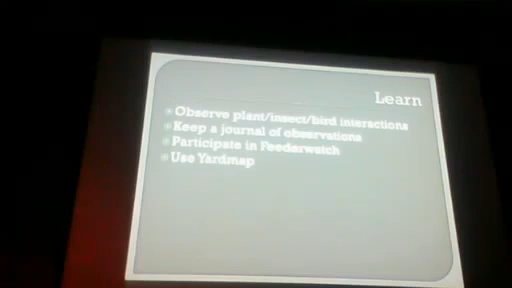 Learn
Observe plant/insect/bird interactions
Keep a journal of observations
Participate in Feederwatch
Use Yardmap